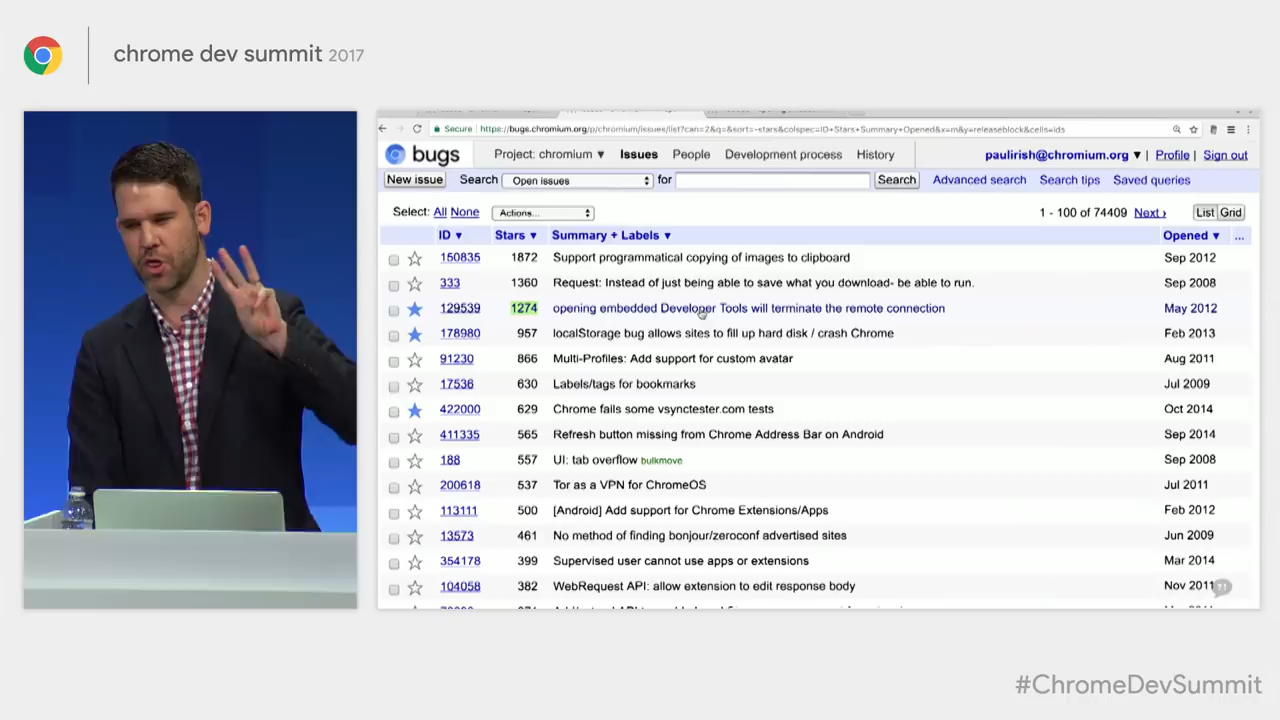 chrome dev summit 2017
Secure https://bugs.chromium.org/p/chromium/issues/list?can=2&q=&sort=-stars&colspec=ID+Stars+Summary+Opened&x=m&y=releaseblock&cells=ids
bugs Project: chromium ▼ Issues People Development process History paulirish@chromium.org ▼ | Profile | Sign out
New issue Search Open issues for Search Advanced search Search tips Saved queries
Select: All None Actions... 1 - 100 of 74409 Next › List Grid
ID ▼ Stars ▼ Summary + Labels ▼ Opened ▼ ...
150835 1872 Support programmatical copying of images to clipboard Sep 2012
333 1360 Request: Instead of just being able to save what you download- be able to run. Sep 2008
129539 1274 opening embedded Developer Tools will terminate the remote connection May 2012
178980 957 localStorage bug allows sites to fill up hard disk / crash Chrome Feb 2013
91230 866 Multi-Profiles: Add support for custom avatar Aug 2011
17536 630 Labels/tags for bookmarks Jul 2009
422000 629 Chrome fails some vsynctester.com tests Oct 2014
411335 565 Refresh button missing from Chrome Address Bar on Android Sep 2014
188 557 UI: tab overflow bulkmove Sep 2008
200618 537 Tor as a VPN for ChromeOS Jul 2011
113111 500 [Android] Add support for Chrome Extensions/Apps Feb 2012
13573 461 No method of finding bonjour/zeroconf advertised sites Jun 2009
354178 399 Supervised user cannot use apps or extensions Mar 2014
104058 382 WebRequest API: allow extension to edit response body Nov 2011
#ChromeDevSummit